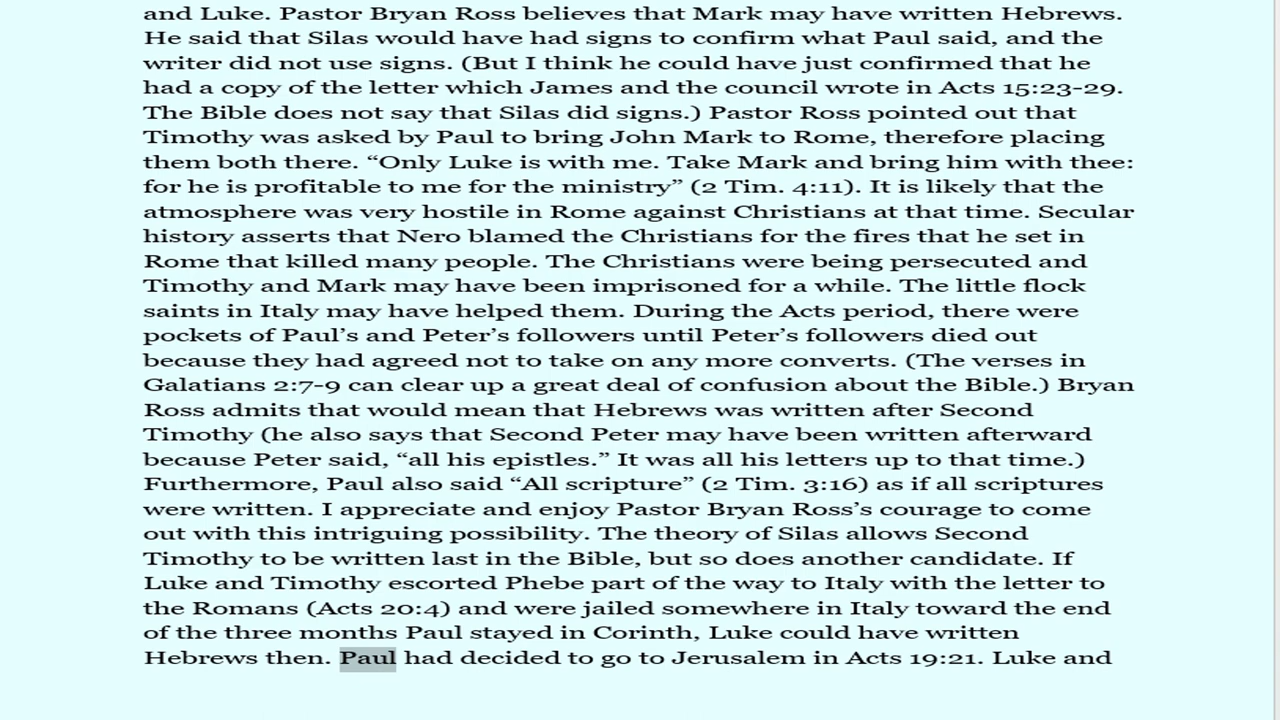 and Luke. Pastor Bryan Ross believes that Mark may have written Hebrews.
He said that Silas would have had signs to confirm what Paul said, and the
writer did not use signs. (But I think he could have just confirmed that he
had a copy of the letter which James and the council wrote in Acts 15:23-29.
The Bible does not say that Silas did signs.) Pastor Ross pointed out that
Timothy was asked by Paul to bring John Mark to Rome, therefore placing
them both there. “Only Luke is with me. Take Mark and bring him with thee:
for he is profitable to me for the ministry” (2 Tim. 4:11). It is likely that the
atmosphere was very hostile in Rome against Christians at that time. Secular
history asserts that Nero blamed the Christians for the fires that he set in
Rome that killed many people. The Christians were being persecuted and
Timothy and Mark may have been imprisoned for a while. The little flock
saints in Italy may have helped them. During the Acts period, there were
pockets of Paul’s and Peter’s followers until Peter’s followers died out
because they had agreed not to take on any more converts. (The verses in
Galatians 2:7-9 can clear up a great deal of confusion about the Bible.) Bryan
Ross admits that would mean that Hebrews was written after Second
Timothy (he also says that Second Peter may have been written afterward
because Peter said, “all his epistles.” It was all his letters up to that time.)
Furthermore, Paul also said “All scripture” (2 Tim. 3:16) as if all scriptures
were written. I appreciate and enjoy Pastor Bryan Ross’s courage to come
out with this intriguing possibility. The theory of Silas allows Second
Timothy to be written last in the Bible, but so does another candidate. If
Luke and Timothy escorted Phebe part of the way to Italy with the letter to
the Romans (Acts 20:4) and were jailed somewhere in Italy toward the end
of the three months Paul stayed in Corinth, Luke could have written
Hebrews then. Paul had decided to go to Jerusalem in Acts 19:21. Luke and